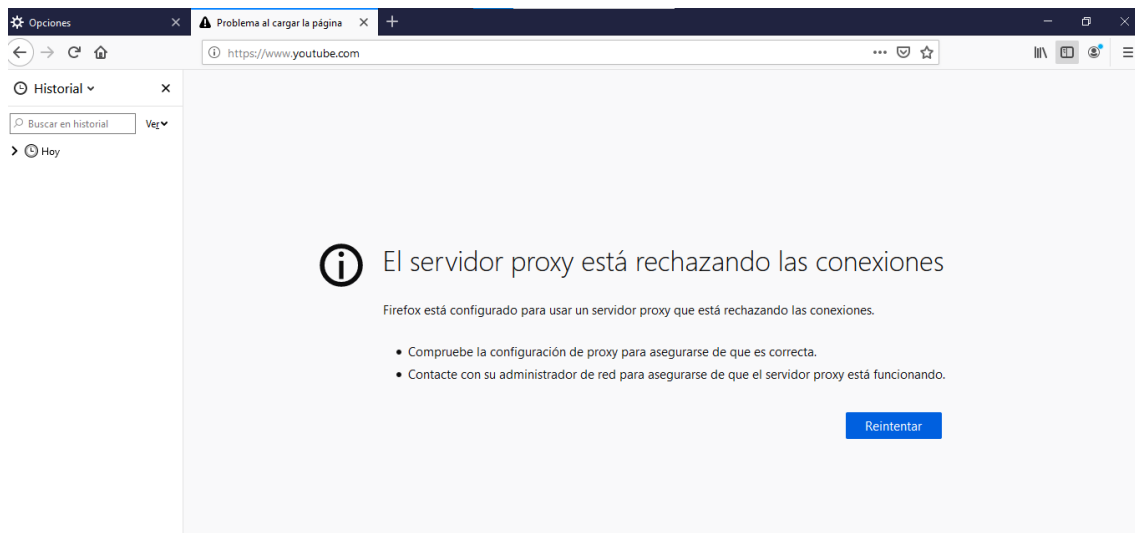 Opciones
Problema al cargar la página
https://www.youtube.com
Historial
Buscar en historial
Ver
Hoy
El servidor proxy está rechazando las conexiones
Firefox está configurado para usar un servidor proxy que está rechazando las conexiones.
• Compruebe la configuración de proxy para asegurarse de que es correcta.
• Contacte con su administrador de red para asegurarse de que el servidor proxy está funcionando.
Reintentar